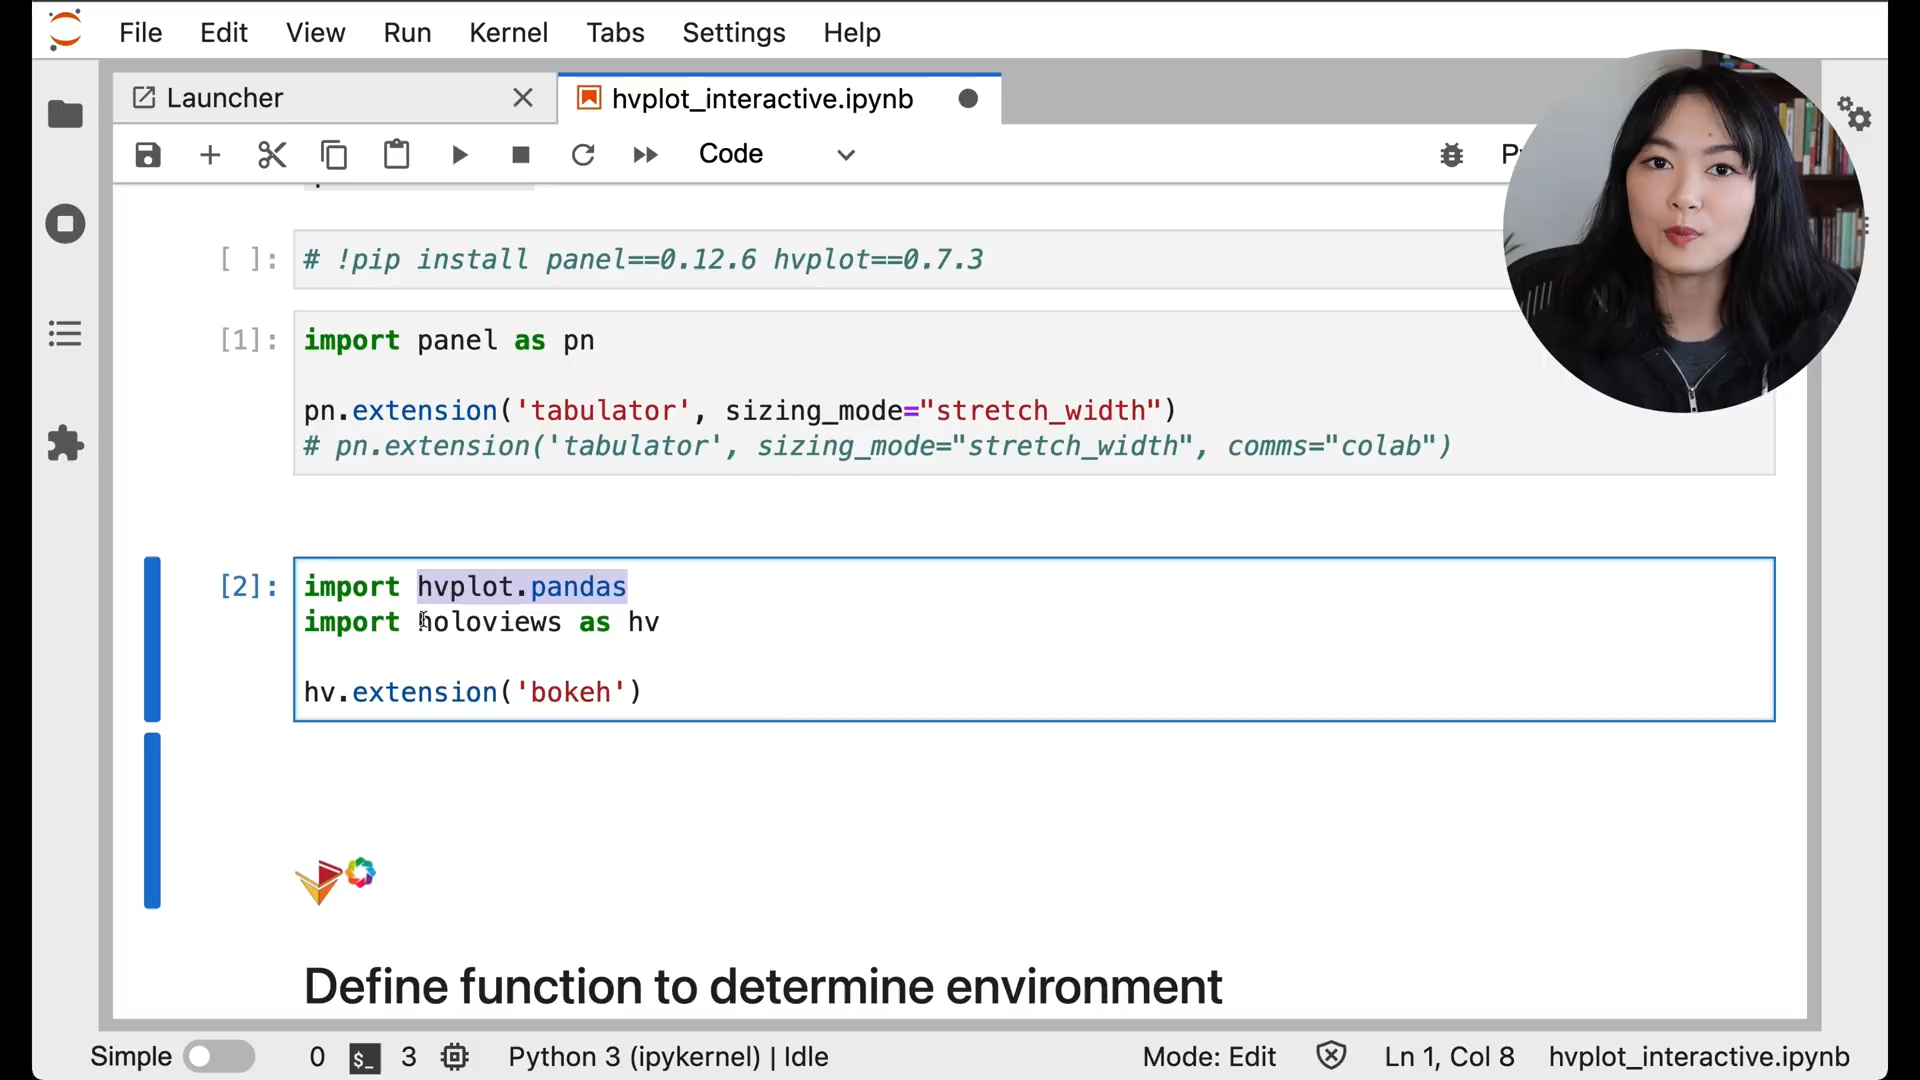 File Edit View Run Kernel Tabs Settings Help
Launcher hvplot_interactive.ipynb
Code
[ ]: # !pip install panel==0.12.6 hvplot==0.7.3
[1]: import panel as pn
pn.extension('tabulator', sizing_mode="stretch_width")
# pn.extension('tabulator', sizing_mode="stretch_width", comms="colab")
[2]: import hvplot.pandas
import holoviews as hv
hv.extension('bokeh')
Define function to determine environment
Simple 0 $_ 3 Python 3 (ipykernel) | Idle Mode: Edit Ln 1, Col 8 hvplot_interactive.ipynb